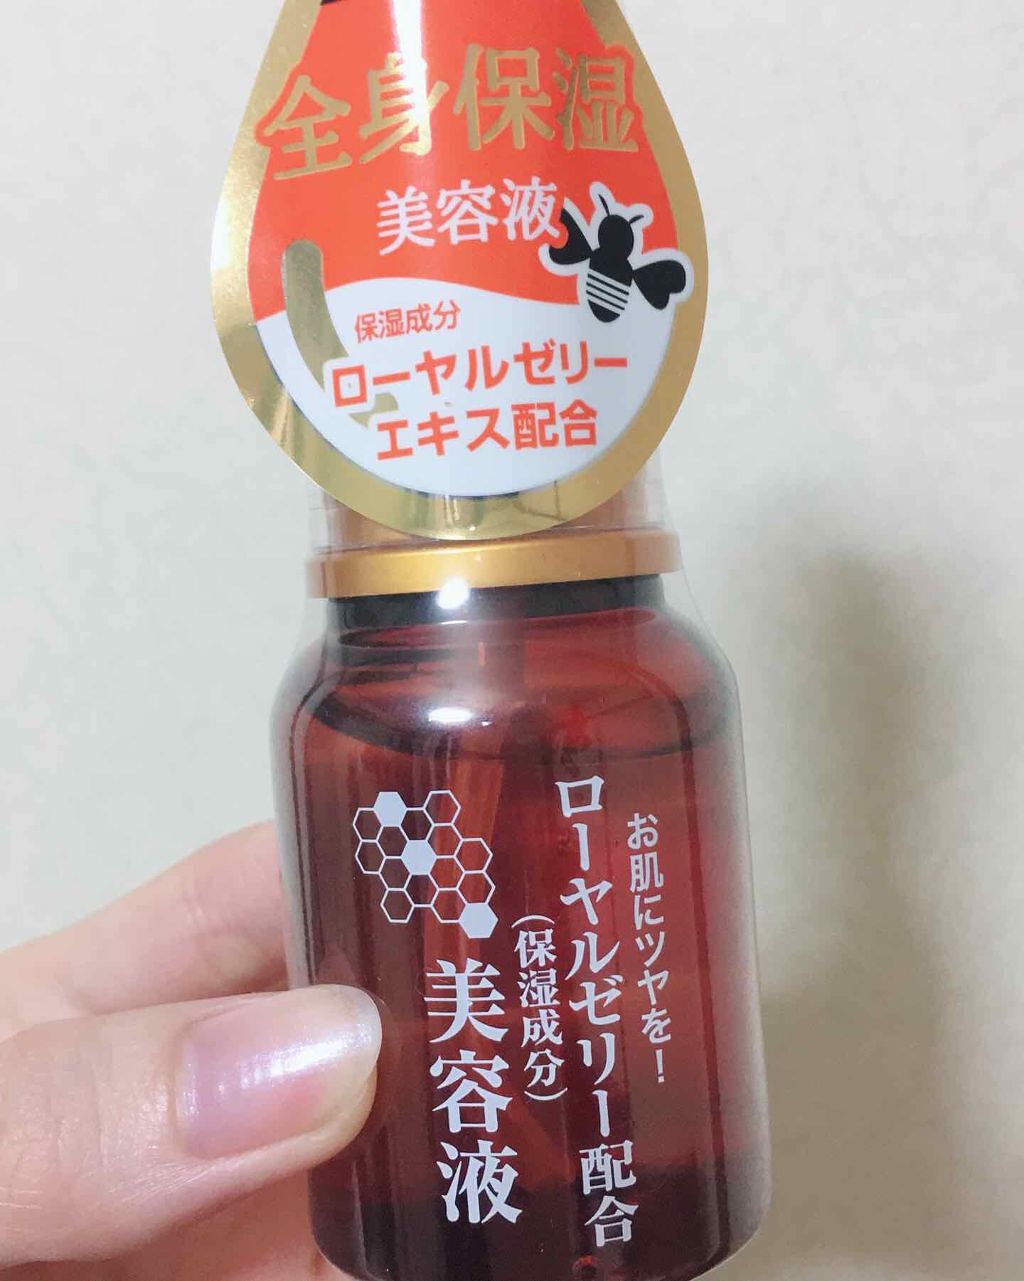 全身保湿
美容液
保湿成分
ローヤルゼリー
エキス配合
お肌にツヤを!
ローヤルゼリー配合
(保湿成分)
美容液